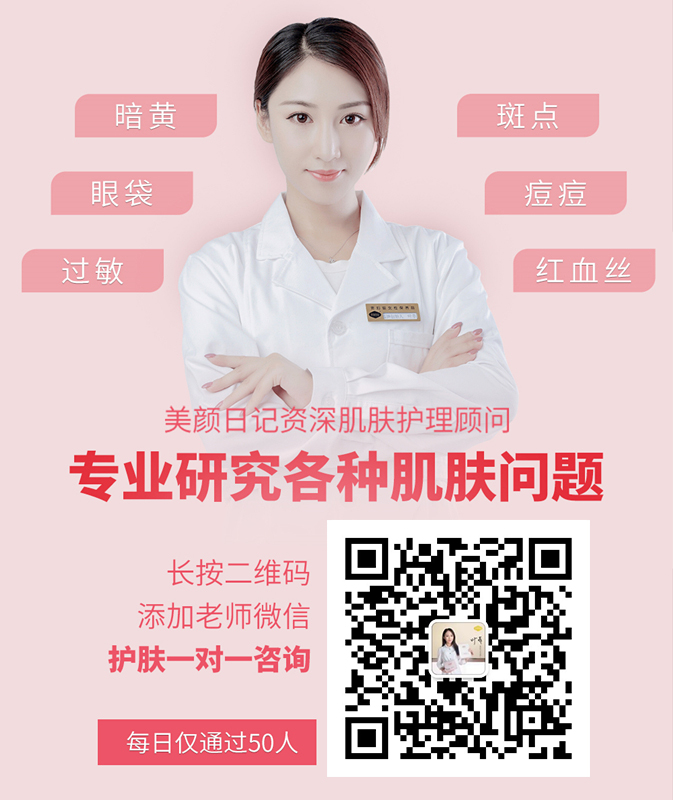 暗黄
斑点
眼袋
痘痘
过敏
红血丝
美颜日记资深肌肤护理顾问
专业研究各种肌肤问题
长按二维码
添加老师微信
护肤一对一咨询
每日仅通过50人